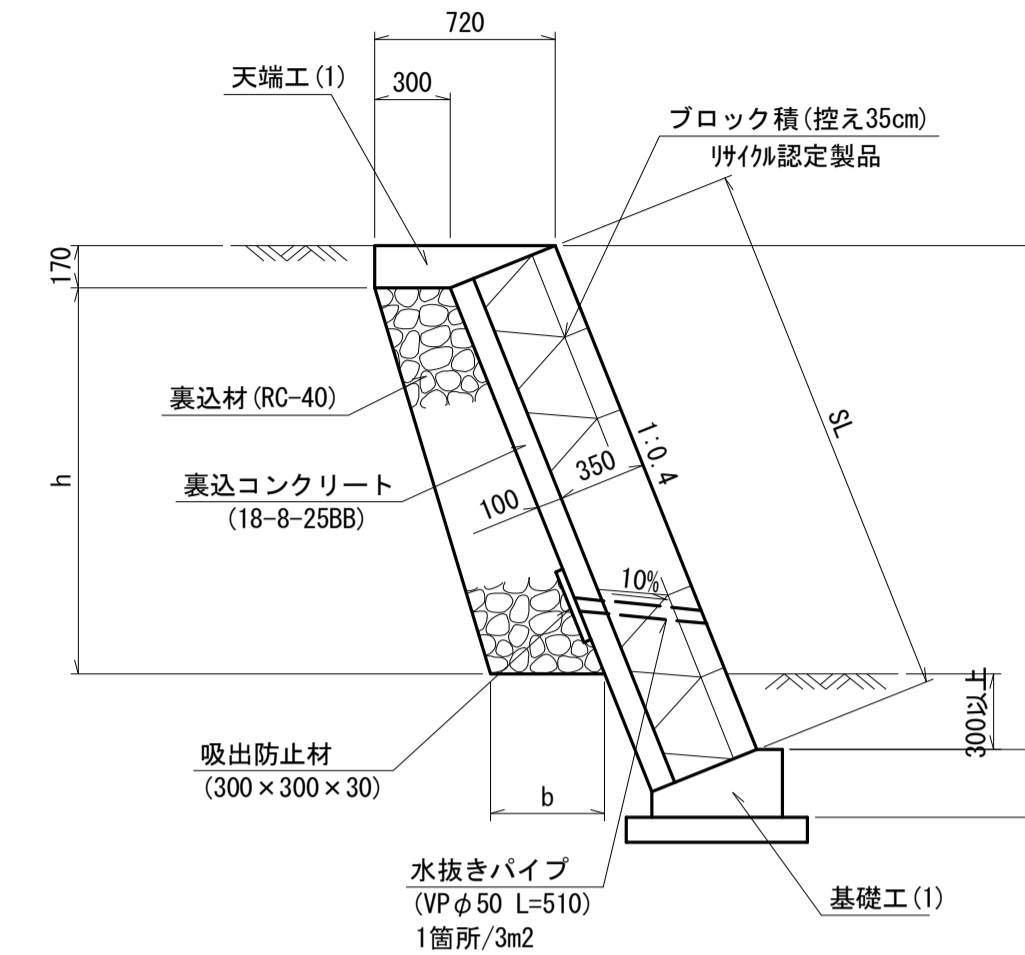 720
天端工(1)
300
ブロック積(控え35cm)
ﾘｻｲｸﾙ認定製品
170
裏込材(RC-40)
SL
h
1:0.4
350
裏込コンクリート
(18-8-25BB)
100
10%
300以上
吸出防止材
(300×300×30)
b
水抜きパイプ
(VPφ50 L=510)
1箇所/3m2
基礎工(1)